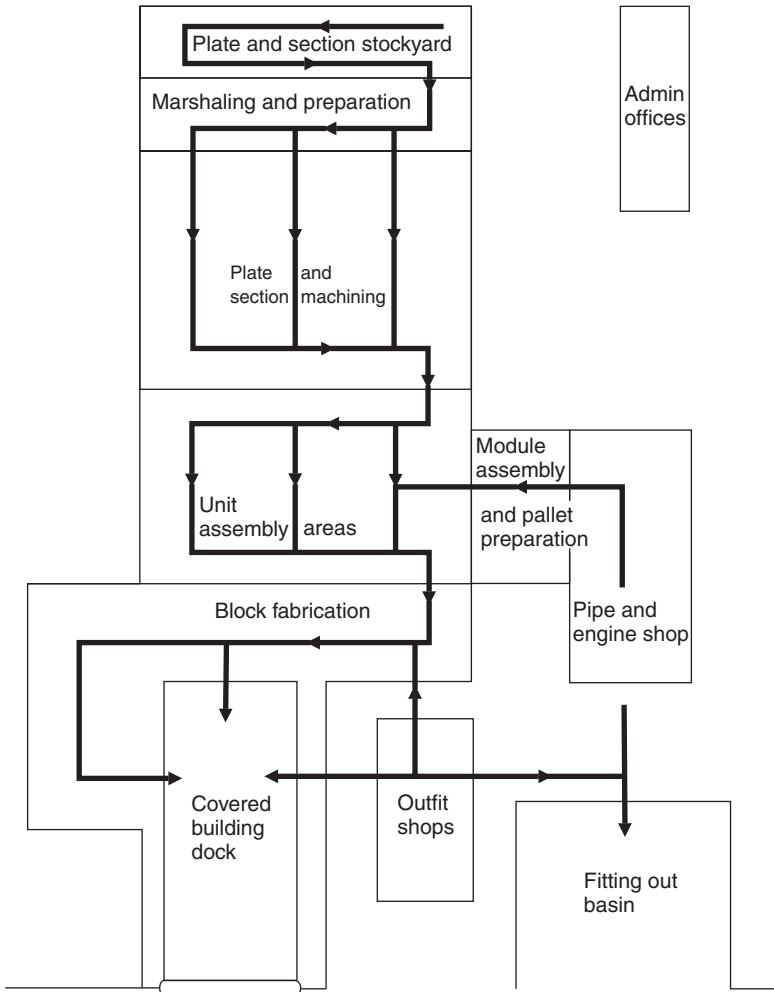 Plate and section stockyard
Marshaling and preparation
Admin
offices
Plate and
section machining
Module
assembly
and pallet
preparation
Unit
assembly areas
Block fabrication
Pipe and
engine shop
Covered
building
dock
Outfit
shops
Fitting out
basin